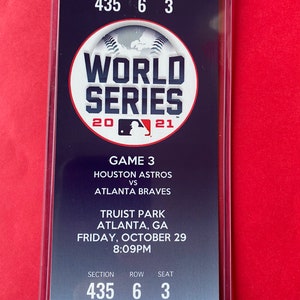 435 6 3
WORLD
SERIES
20 21
GAME 3
HOUSTON ASTROS
VS
ATLANTA BRAVES
TRUIST PARK
ATLANTA, GA
FRIDAY, OCTOBER 29
8:09PM
SECTION ROW SEAT
435 6 3